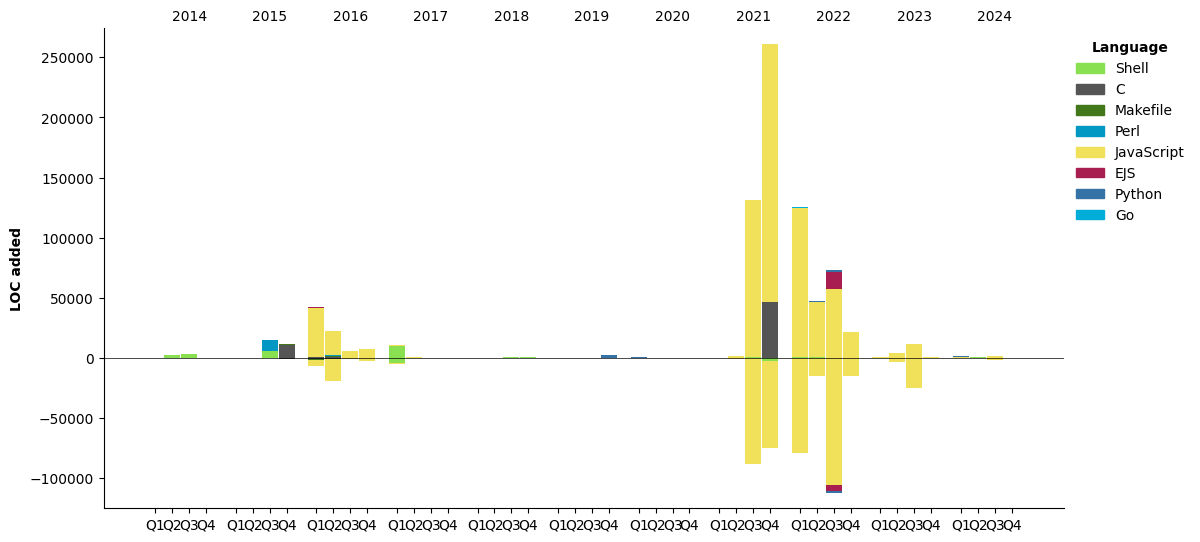 2014 2015 2016 2017 2018 2019 2020 2021 2022 2023 2024
Language
Shell
C
Makefile
Perl
JavaScript
EJS
Python
Go
LOC added
250000
200000
150000
100000
50000
0
−50000
−100000
Q1Q2Q3Q4 Q1Q2Q3Q4 Q1Q2Q3Q4 Q1Q2Q3Q4 Q1Q2Q3Q4 Q1Q2Q3Q4 Q1Q2Q3Q4 Q1Q2Q3Q4 Q1Q2Q3Q4 Q1Q2Q3Q4 Q1Q2Q3Q4